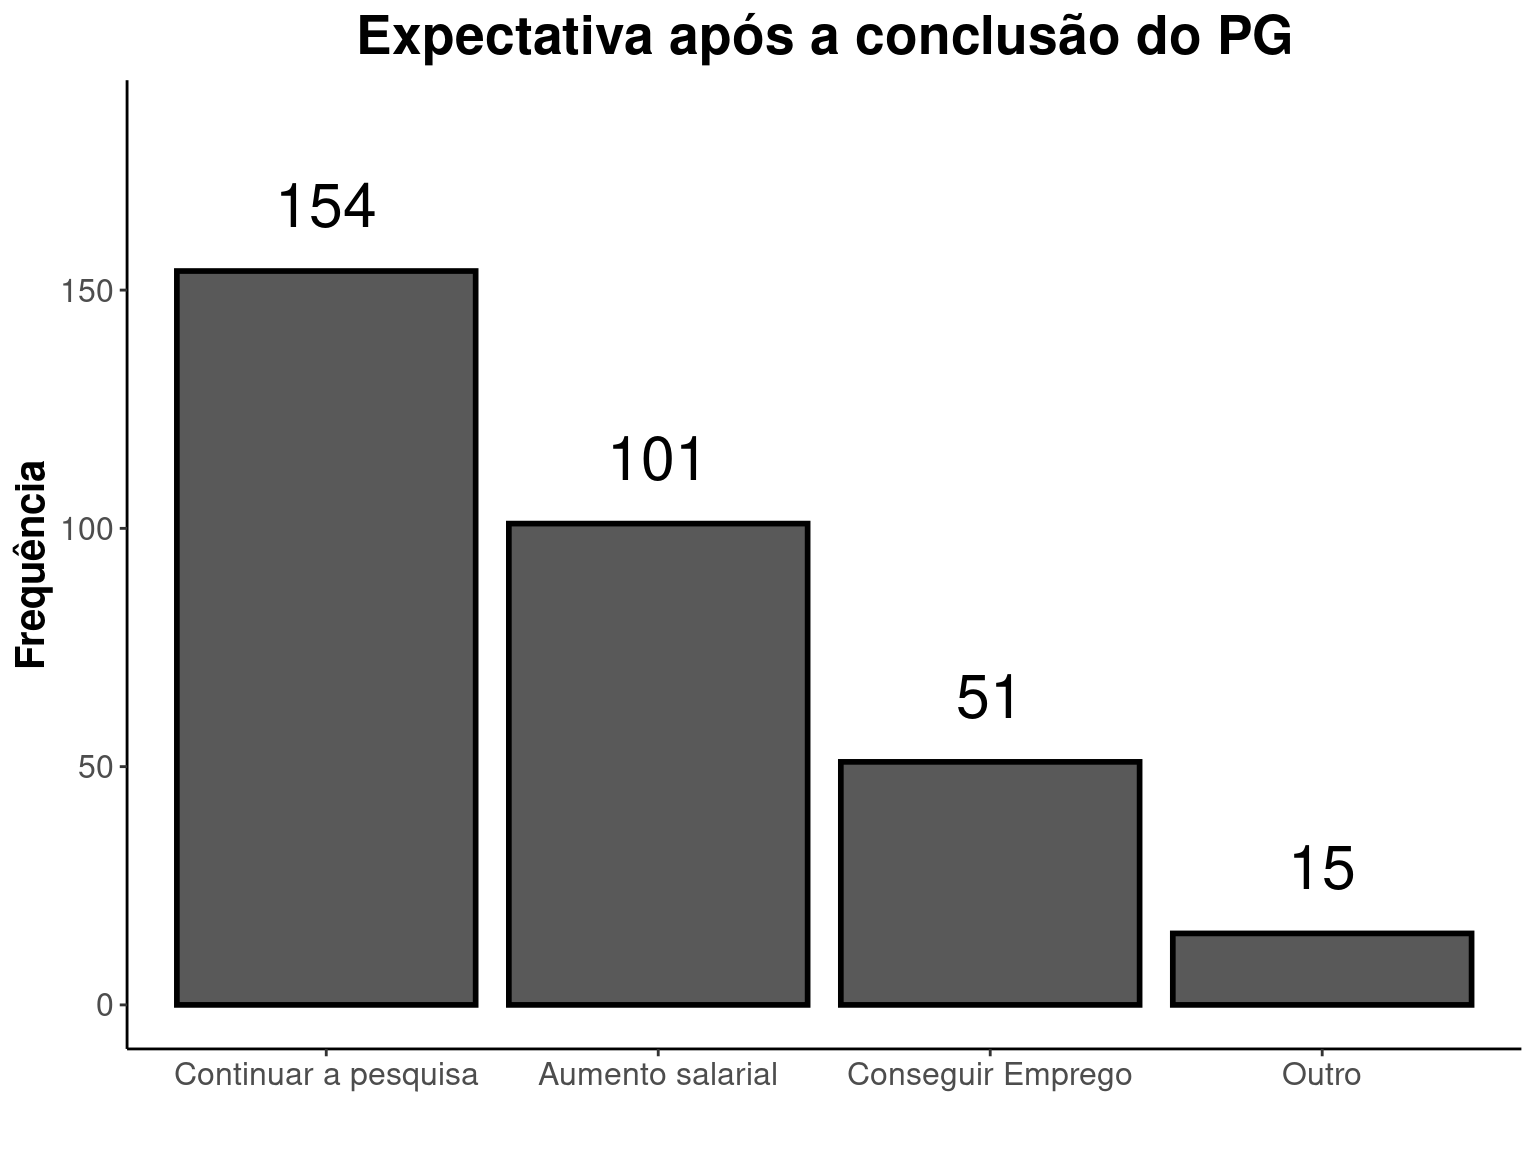 Expectativa após a conclusão do PG
154
101
51
15
150
100
50
0
Frequência
Continuar a pesquisa
Aumento salarial
Conseguir Emprego
Outro